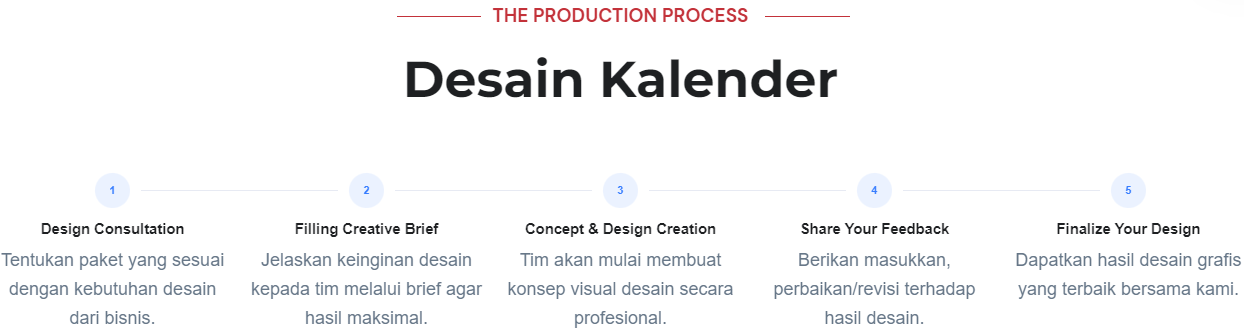 THE PRODUCTION PROCESS
Desain Kalender
1
Design Consultation
Tentukan paket yang sesuai
dengan kebutuhan desain
dari bisnis.
2
Filling Creative Brief
Jelaskan keinginan desain
kepada tim melalui brief agar
hasil maksimal.
3
Concept & Design Creation
Tim akan mulai membuat
konsep visual desain secara
profesional.
4
Share Your Feedback
Berikan masukkan,
perbaikan/revisi terhadap
hasil desain.
5
Finalize Your Design
Dapatkan hasil desain grafis
yang terbaik bersama kami.